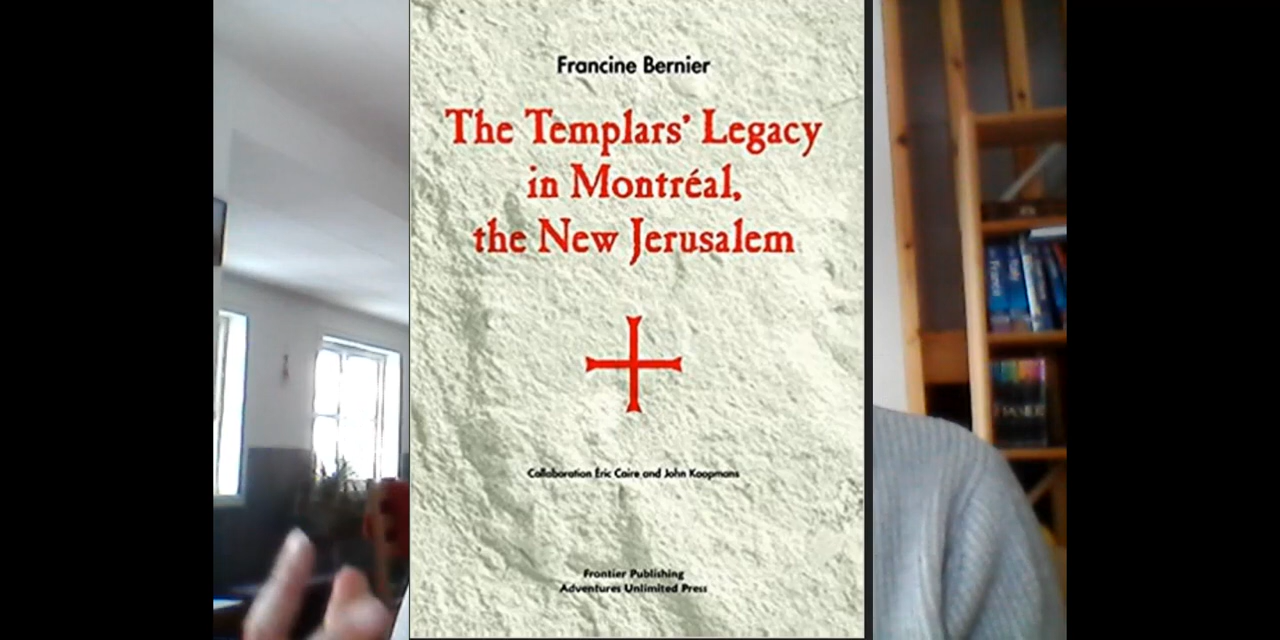 Francine Bernier
The Templars' Legacy
in Montréal,
the New Jerusalem
Collaboration Éric Caire and John Koopmans
Frontier Publishing
Adventures Unlimited Press